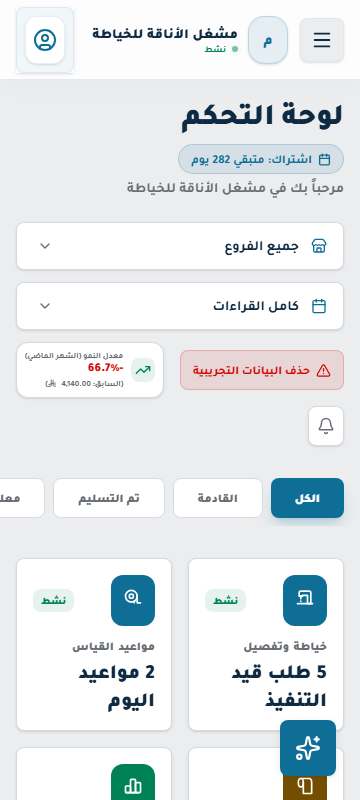 م
مشغل الأناقة للخياطة
نشط
لوحة التحكم
اشتراك: متبقي 282 يوم
مرحباً بك في مشغل الأناقة للخياطة
جميع الفروع
كامل القراءات
حذف البيانات التجريبية
معدل النمو (الشهر الماضي)
-66.7%
(السابق: 4,140.00)
الكل
القادمة
تم التسليم
معل
نشط
خياطة وتفصيل
5 طلب قيد
التنفيذ
نشط
مواعيد القياس
2 مواعيد
اليوم